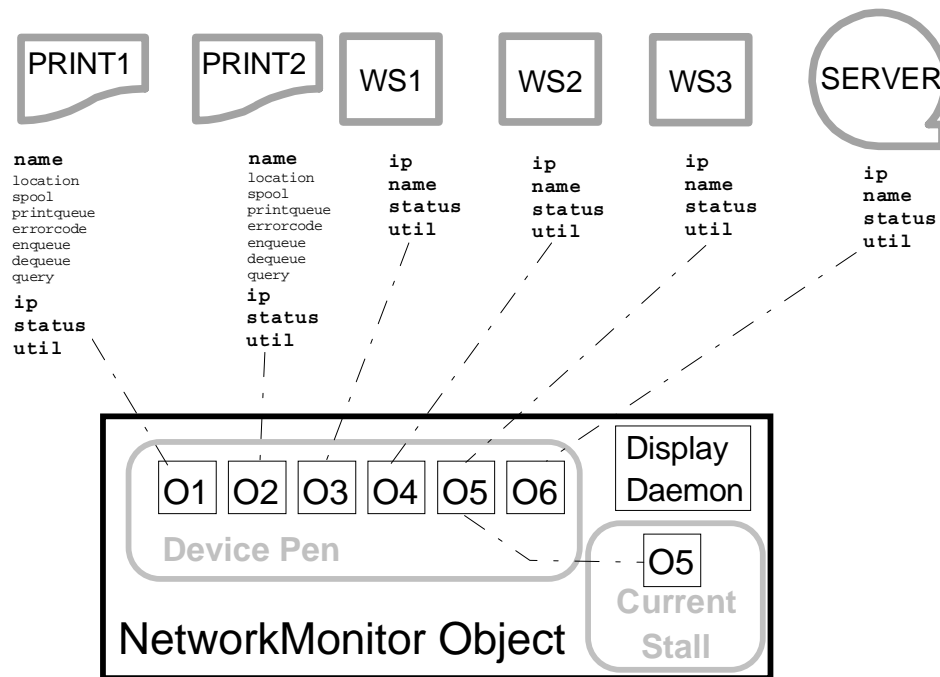 PRINT1
PRINT2
WS1
WS2
WS3
SERVER
name
location
spool
printqueue
errorcode
enqueue
dequeue
query
ip
status
util
name
location
spool
printqueue
errorcode
enqueue
dequeue
query
ip
status
util
ip
name
status
util
ip
name
status
util
ip
name
status
util
ip
name
status
util
O1
O2
O3
O4
O5
O6
Device Pen
Display
Daemon
O5
Current
Stall
NetworkMonitor Object